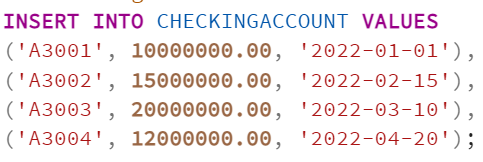 INSERT INTO CHECKINGACCOUNT VALUES
('A3001', 10000000.00, '2022-01-01'),
('A3002', 15000000.00, '2022-02-15'),
('A3003', 20000000.00, '2022-03-10'),
('A3004', 12000000.00, '2022-04-20');